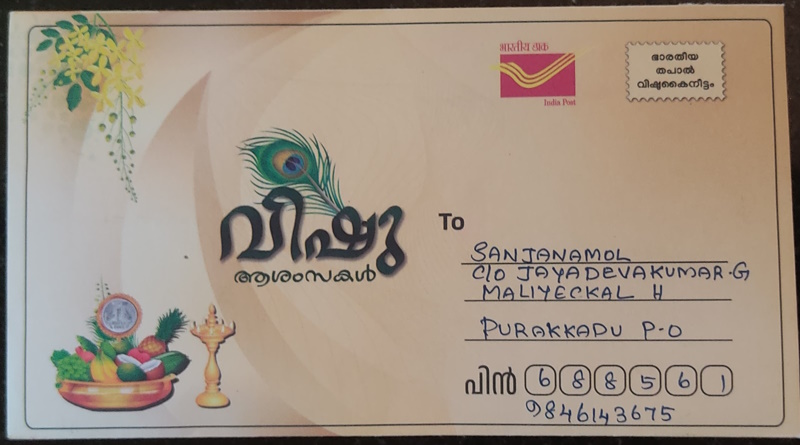 भारतीय डाक
India Post
ഭാരതീയ
തപാൽ
വിഷുകൈനീട്ടം
വിഷു
ആശംസകൾ
To
SANJANAMOL
C/O JAYADEVAKUMAR.G
MALIYECKAL H
PURAKKADU P-O
പിൻ 688561
9846143675